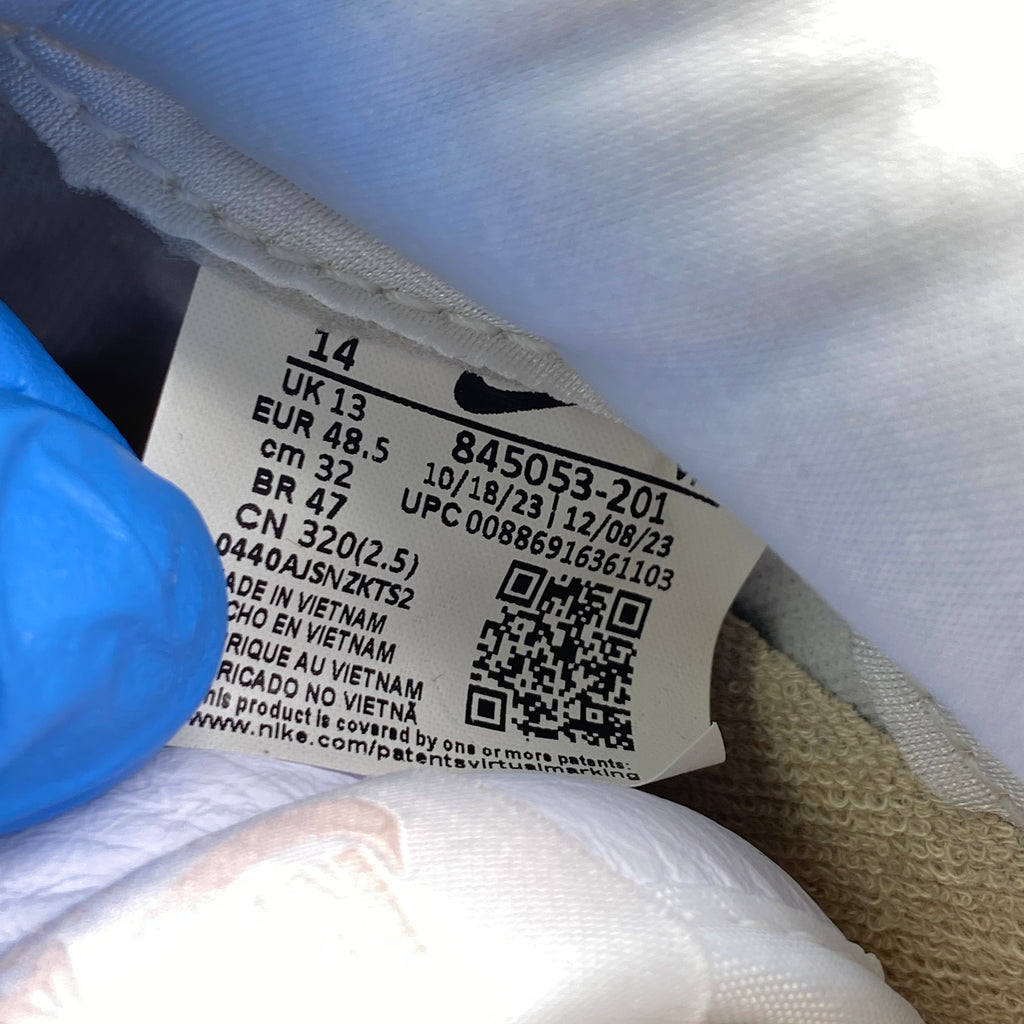 14
UK 13
EUR 48.5
cm 32
BR 47
CN 320(2.5)
0440AJSNZKTS2
ADE IN VIETNAM
CHO EN VIETNAM
RIQUE AU VIETNAM
RICADO NO VIETNÃ
his product is covered by one or more patents:
www.nike.com/patentsvirtualmarking
845053-201
10/18/23|12/08/23
UPC 00886916361103